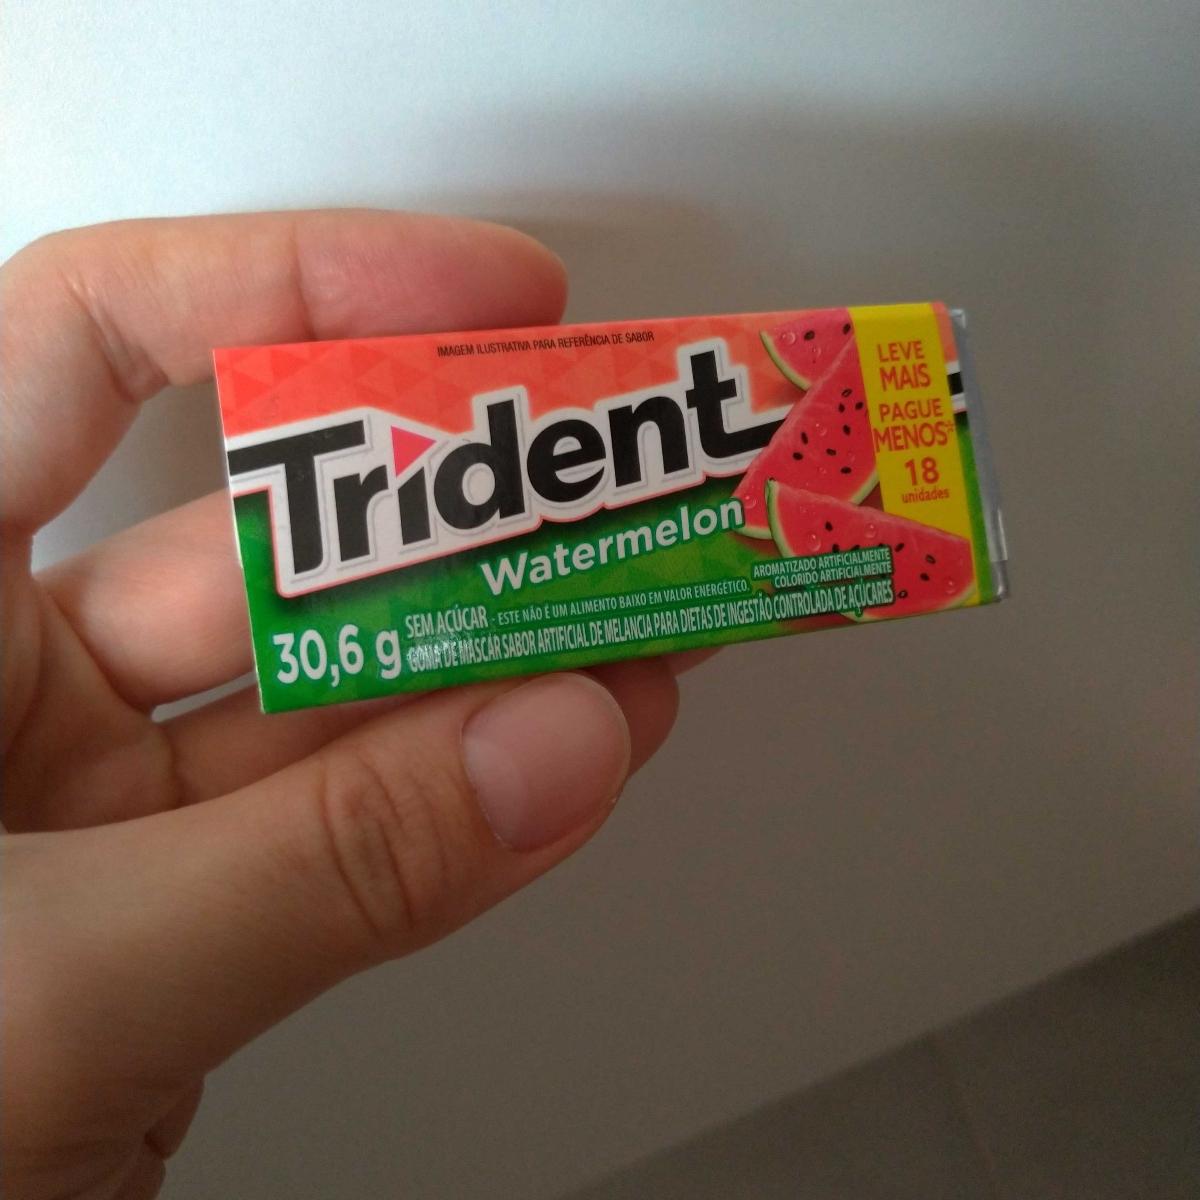 IMAGEM ILUSTRATIVA PARA REFERÊNCIA DE SABOR
Trident
Watermelon
LEVE
MAIS
PAGUE
MENOS*
18
unidades
AROMATIZADO ARTIFICIALMENTE
COLORIDO ARTIFICIALMENTE
30,6 g
SEM AÇÚCAR - ESTE NÃO É UM ALIMENTO BAIXO EM VALOR ENERGÉTICO.
GOMA DE MASCAR SABOR ARTIFICIAL DE MELANCIA PARA DIETAS DE INGESTÃO CONTROLADA DE AÇÚCARES